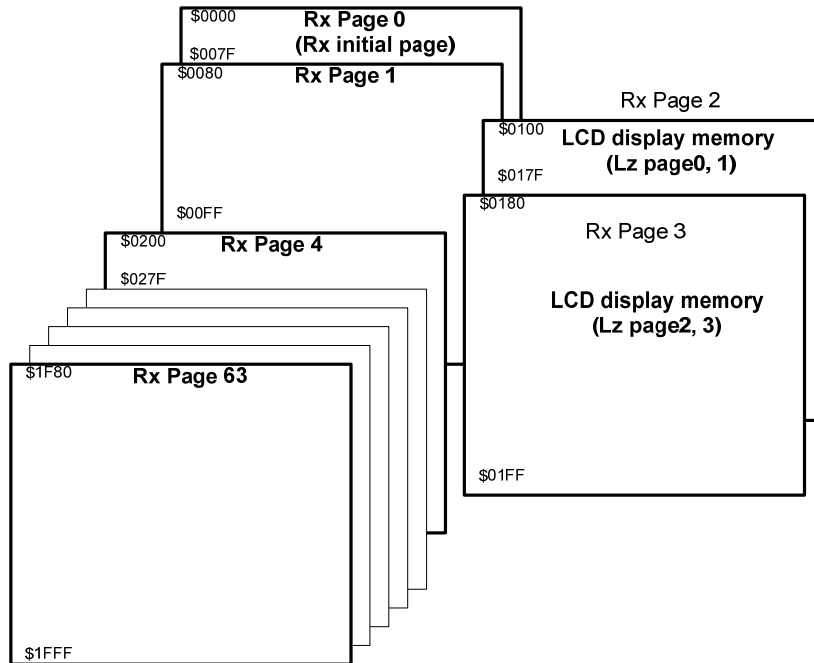 $0000
Rx Page 0
(Rx initial page)
$007F
$0080
Rx Page 1
$00FF
Rx Page 2
$0100
LCD display memory
(Lz page0, 1)
$017F
$0180
Rx Page 3
LCD display memory
(Lz page2, 3)
$01FF
$0200
Rx Page 4
$027F
$1F80
Rx Page 63
$1FFF